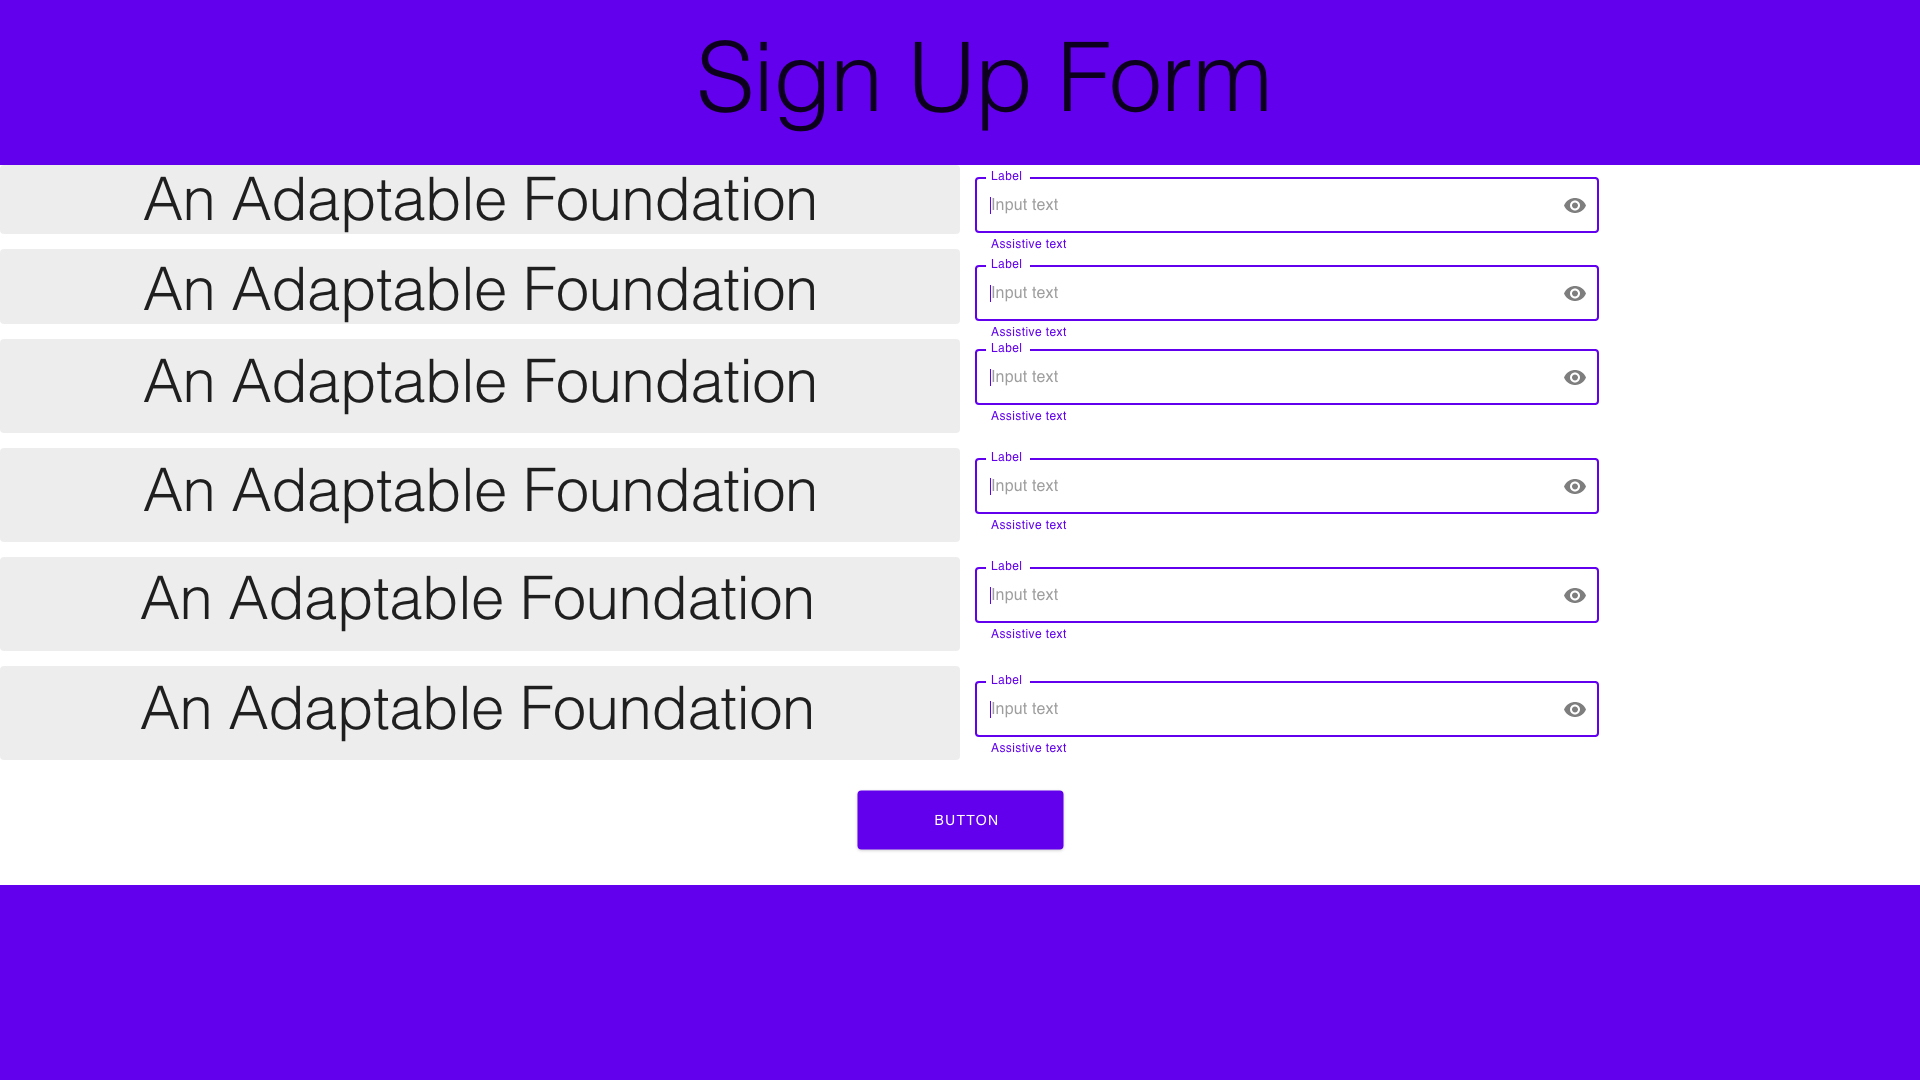 Sign Up Form
An Adaptable Foundation
Label
Input text
Assistive text
An Adaptable Foundation
Label
Input text
Assistive text
An Adaptable Foundation
Label
Input text
Assistive text
An Adaptable Foundation
Label
Input text
Assistive text
An Adaptable Foundation
Label
Input text
Assistive text
An Adaptable Foundation
Label
Input text
Assistive text
BUTTON